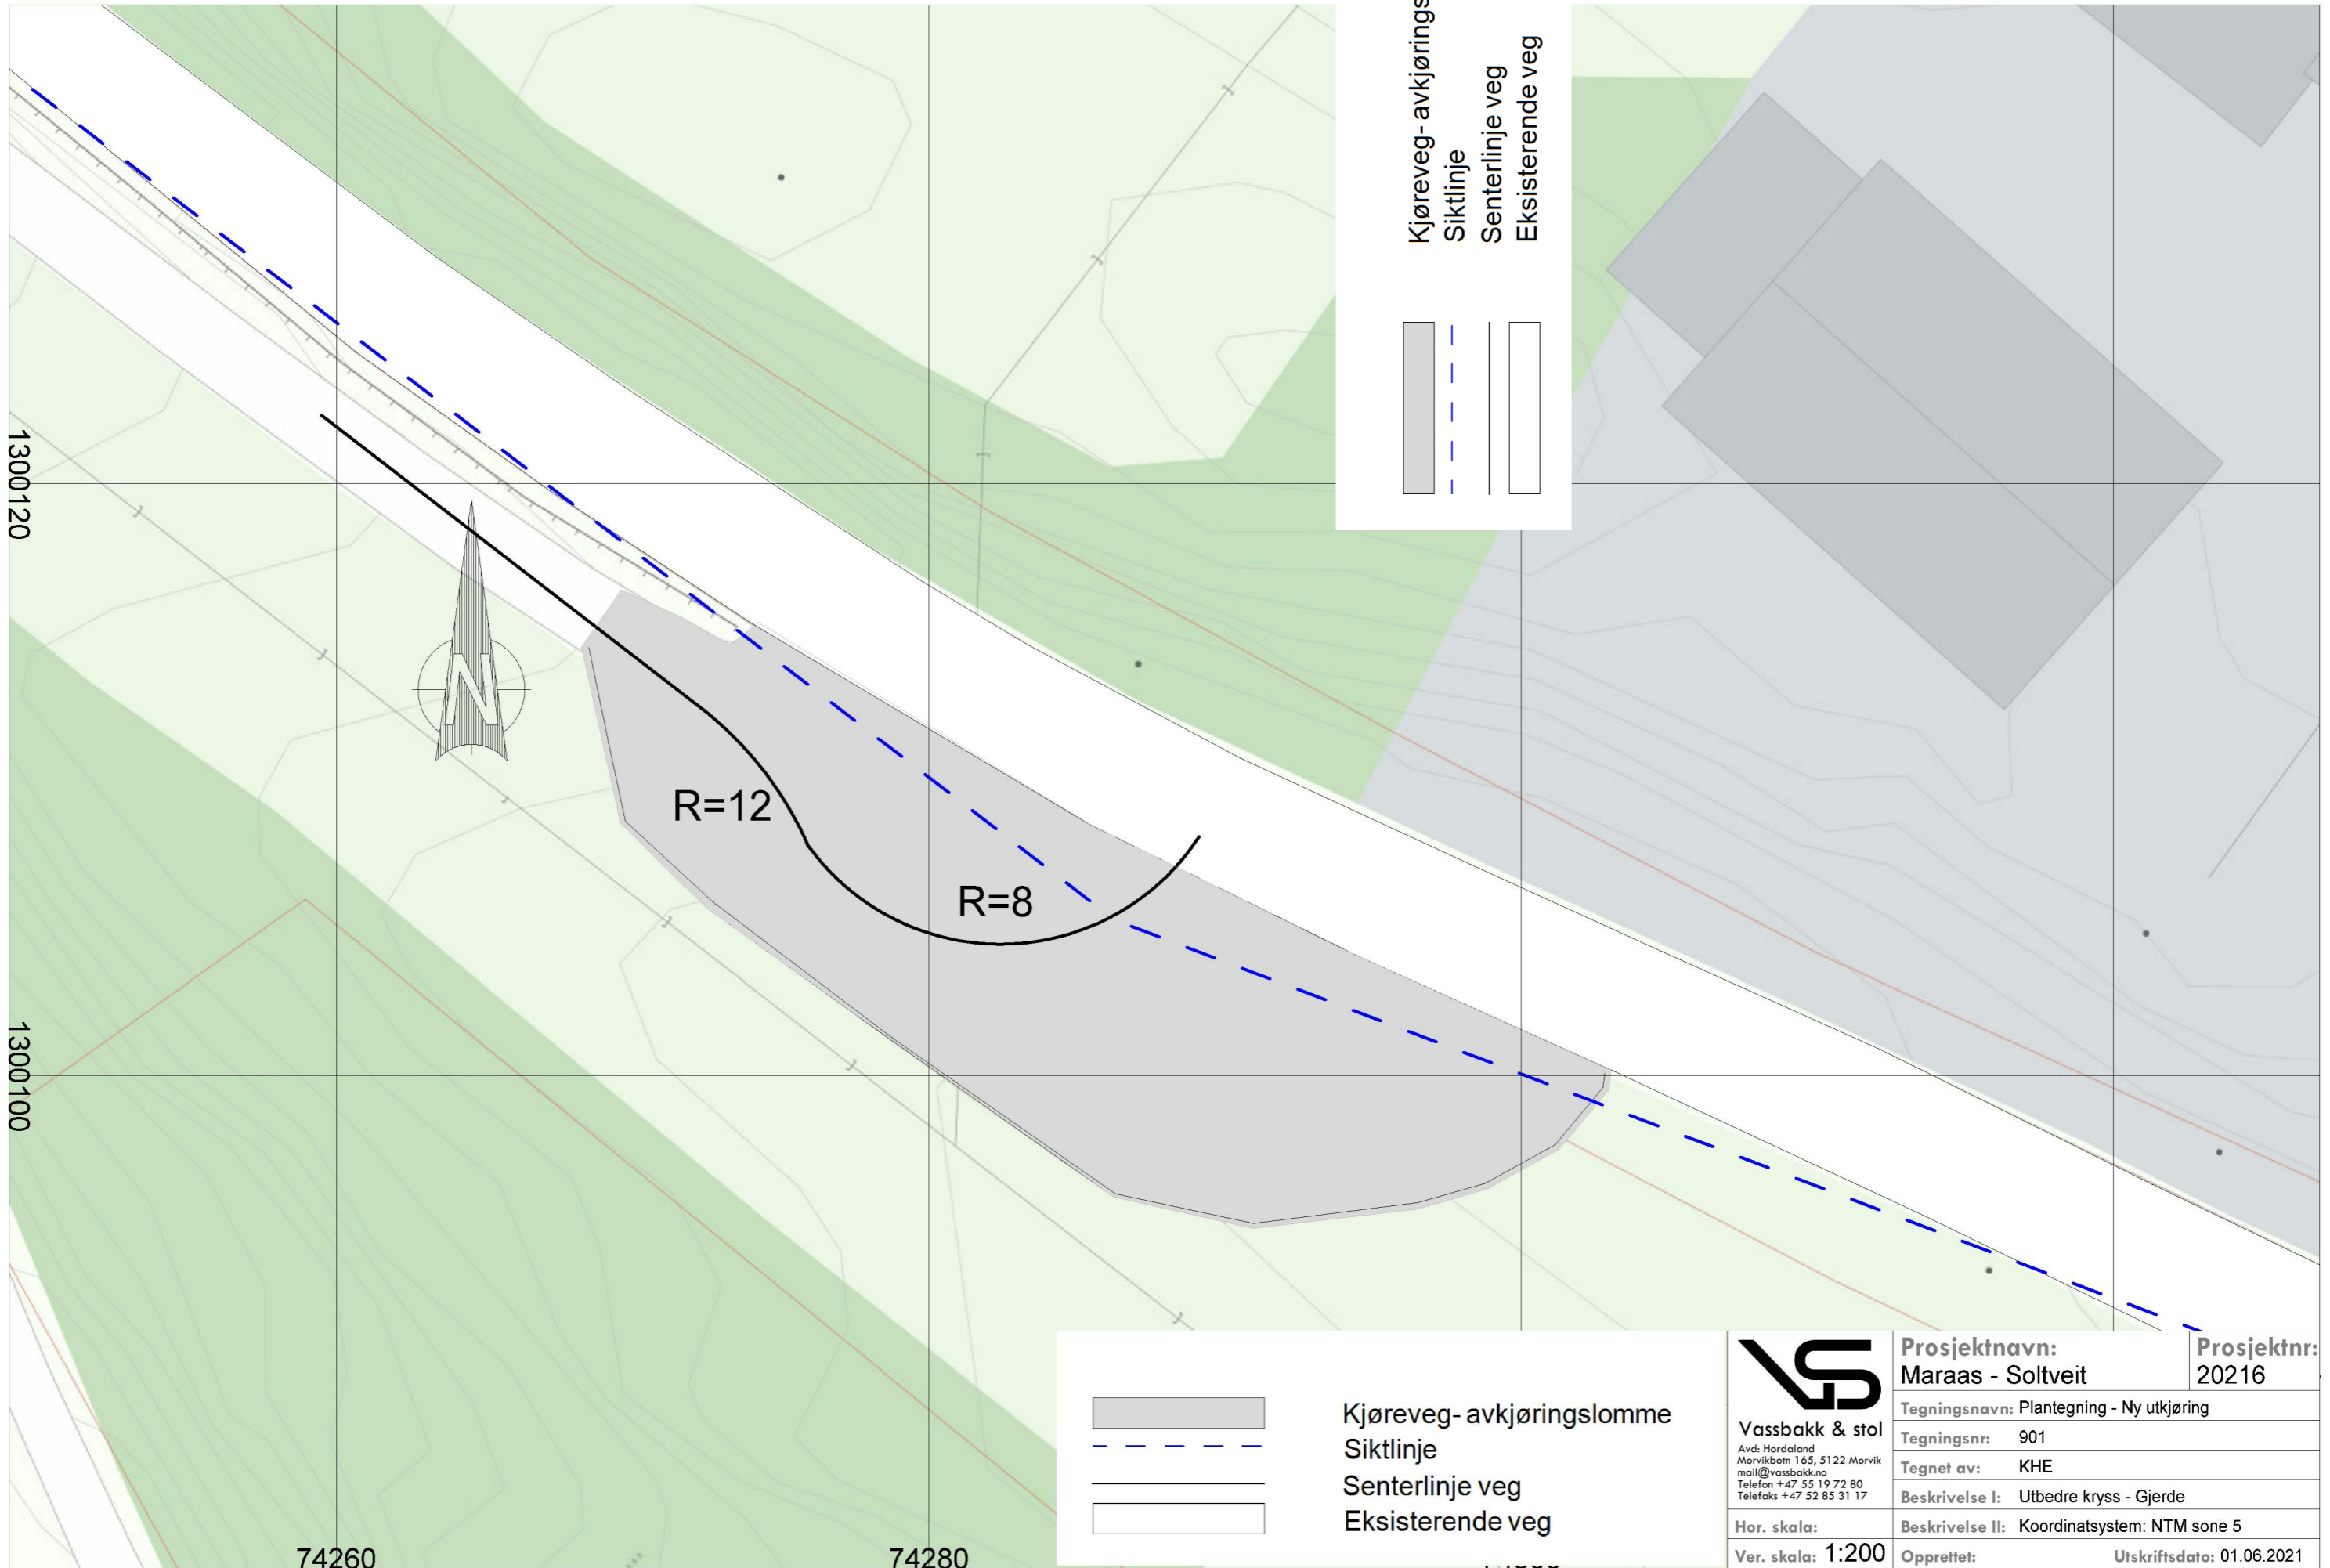 Kjøreveg- avkjørings
Siktlinje
Senterlinje veg
Eksisterende veg
1300120
N
R=12
R=8
1300100
Kjøreveg- avkjøringslomme
Siktlinje
Senterlinje veg
Eksisterende veg
74260
74280
Vassbakk & stol
Avd: Hordaland
Morvikbotn 165, 5122 Morvik
mail@vassbakk.no
Telefon +47 55 19 72 80
Telefaks +47 52 85 31 17
Hor. skala:
Ver. skala: 1:200
Prosjektnavn: Prosjektnr:
Maraas - Soltveit 20216
Tegningsnavn: Plantegning - Ny utkjøring
Tegningsnr: 901
Tegnet av: KHE
Beskrivelse I: Utbedre kryss - Gjerde
Beskrivelse II: Koordinatsystem: NTM sone 5
Opprettet: Utskriftsdato: 01.06.2021